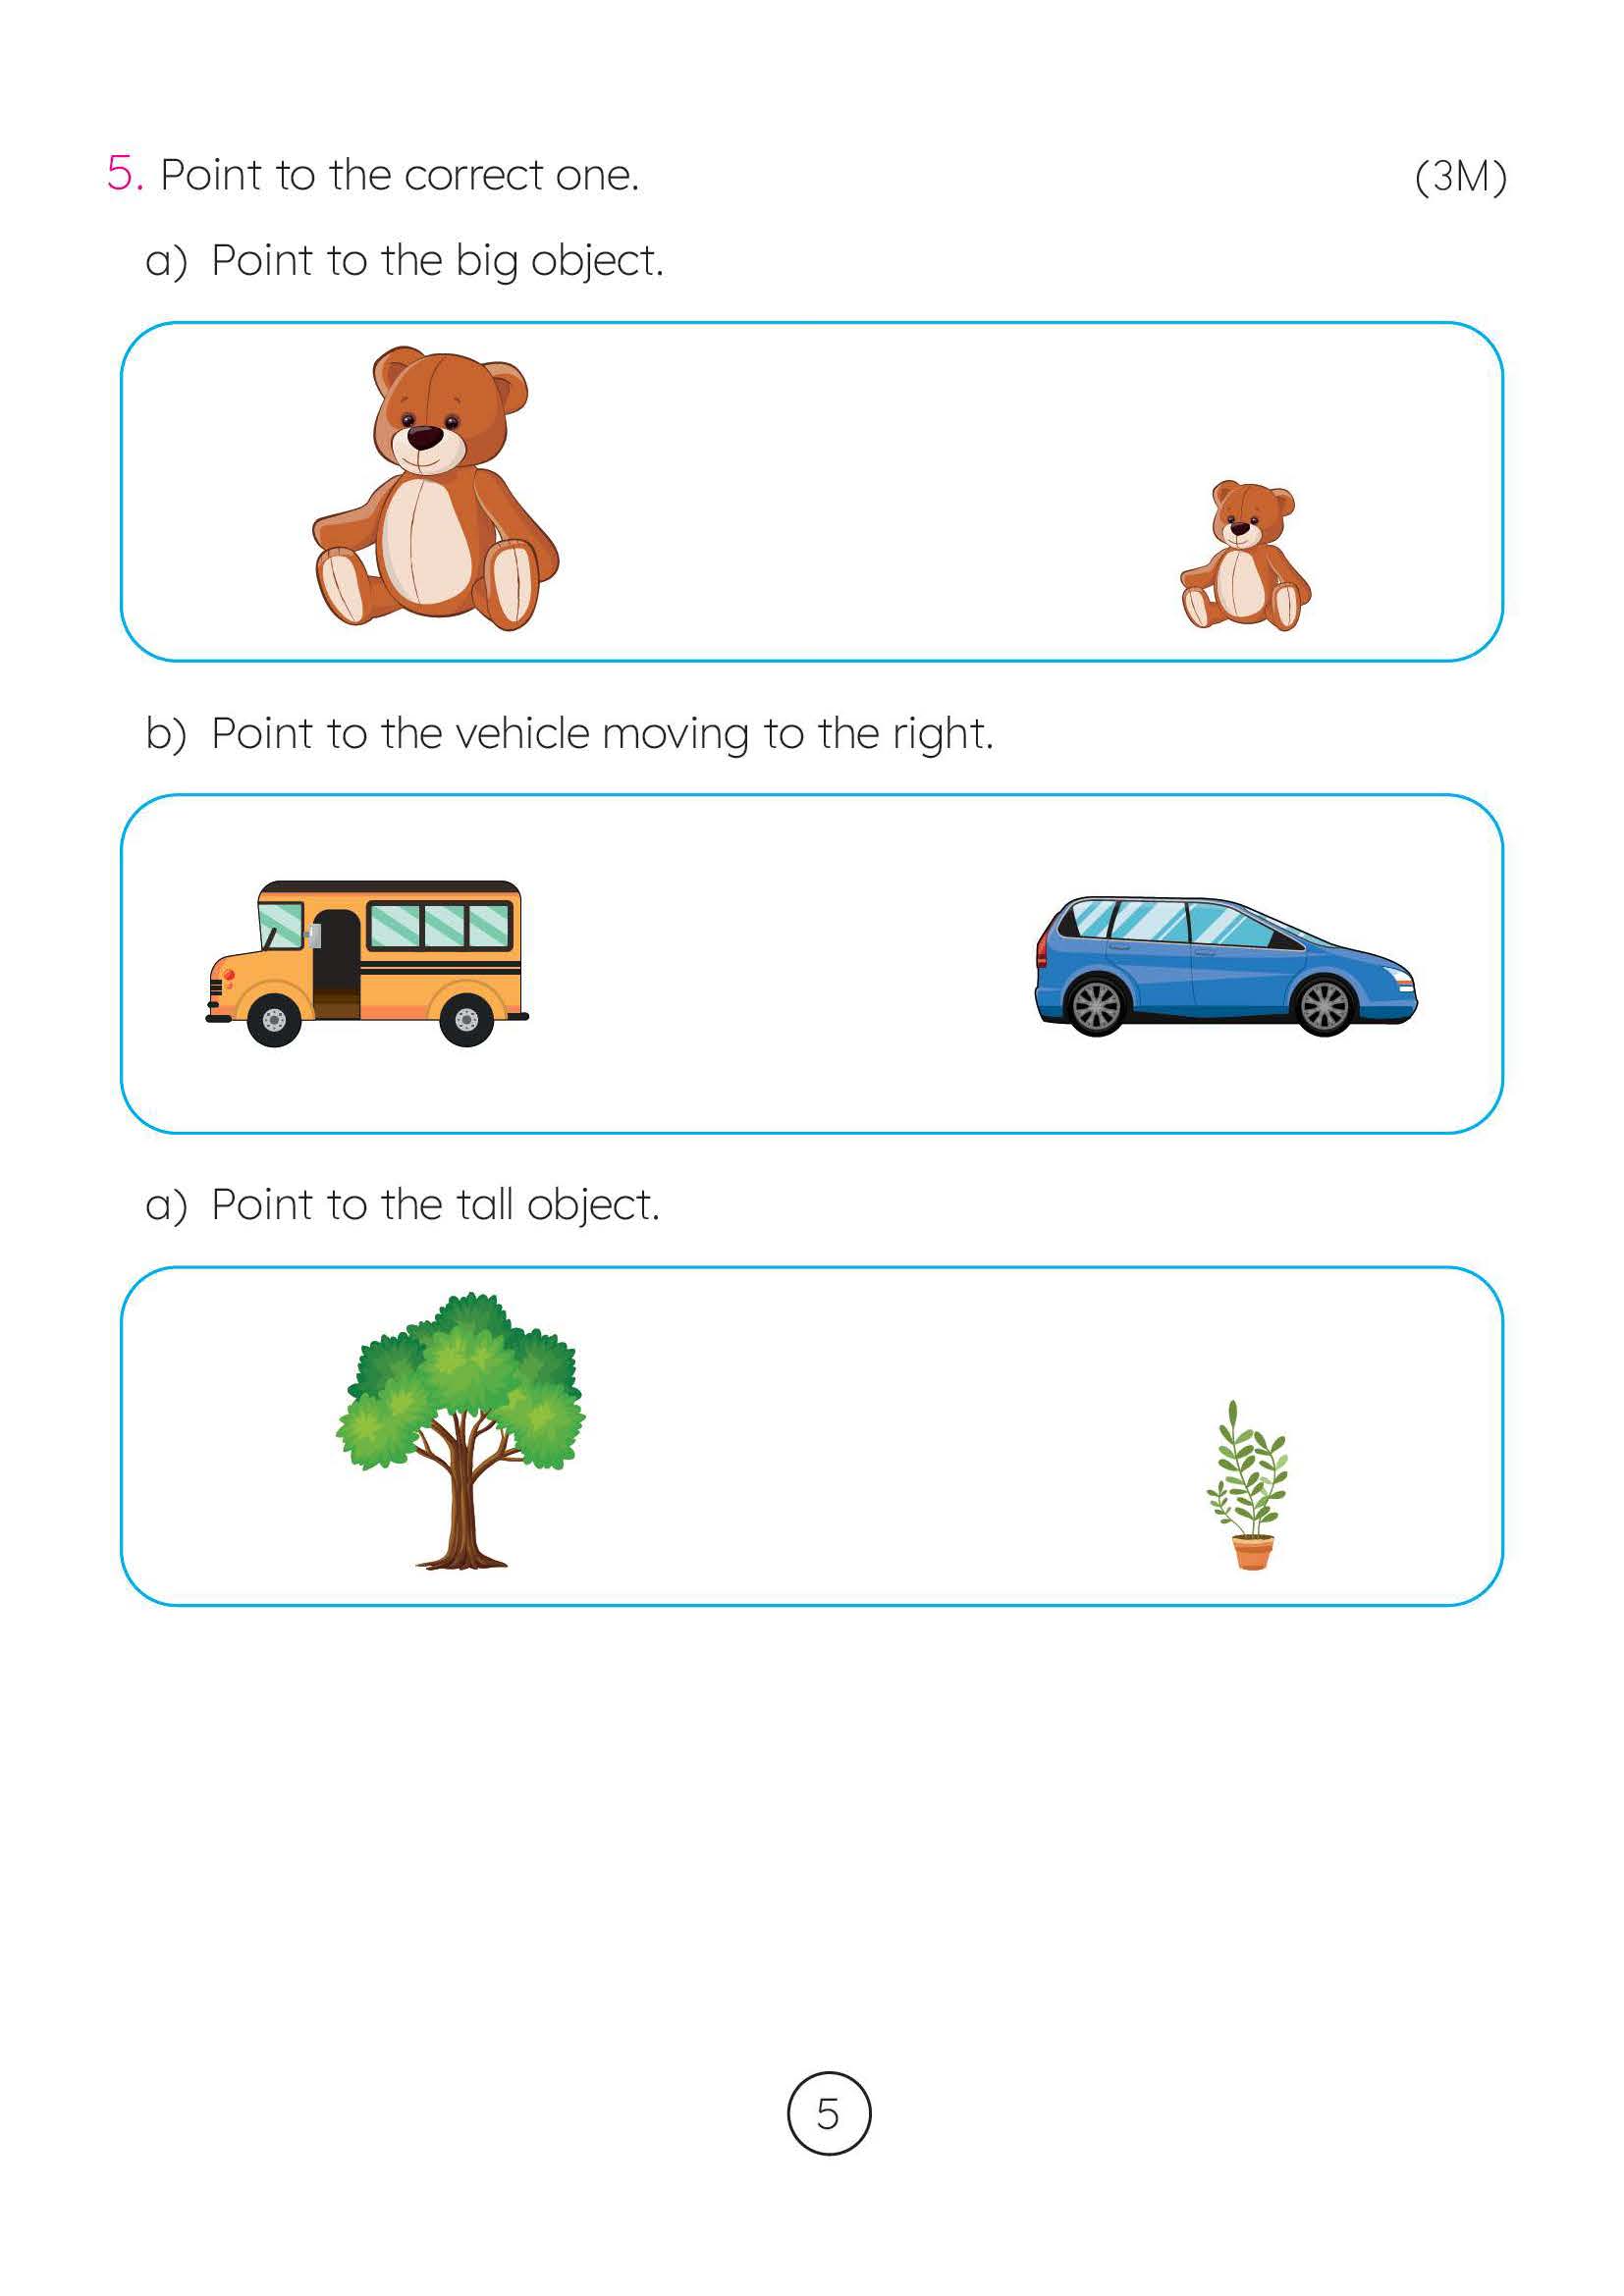 5. Point to the correct one. (3M)
a) Point to the big object.
b) Point to the vehicle moving to the right.
a) Point to the tall object.
5